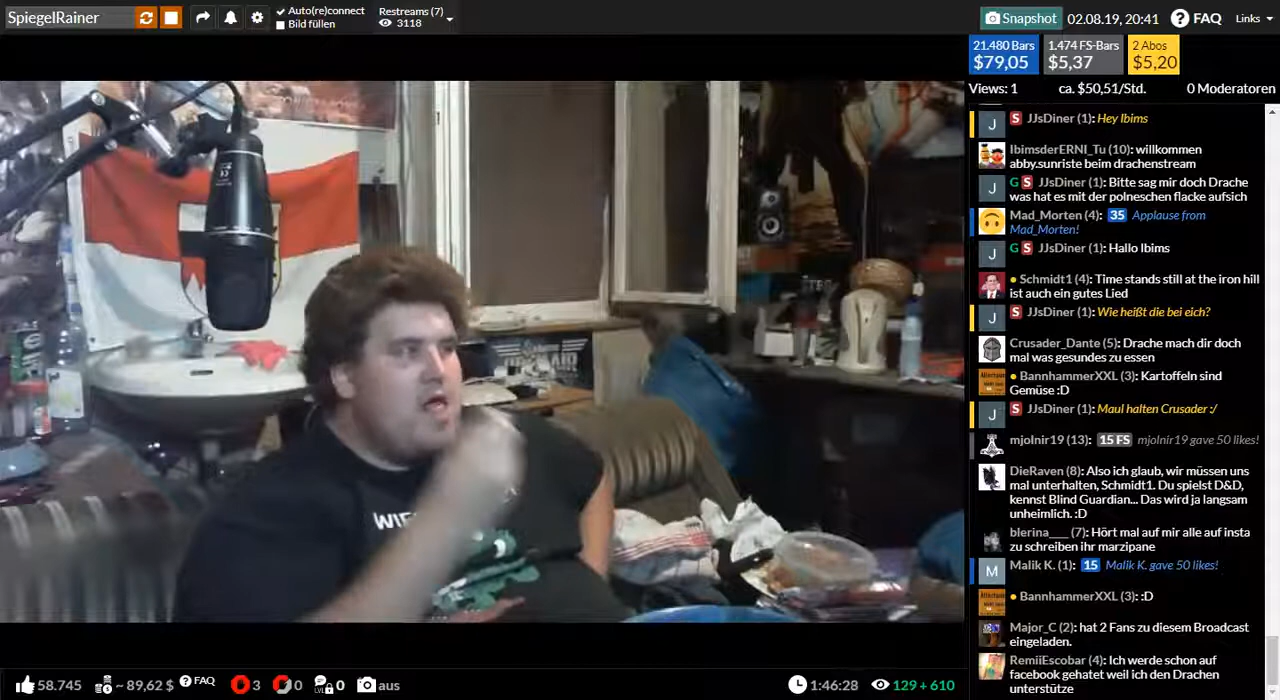 SpiegelRainer
Auto(re)connect
Bild füllen
Restreams (7)
3118
Snapshot
02.08.19, 20:41
FAQ
Links
21.480 Bars
$79,05
1.474 FS-Bars
$5,37
2 Abos
$5,20
Views: 1
ca. $50,51/Std.
0 Moderatoren
J
S JJsDiner (1): Hey Ibims
IbimsderERNI_Tu (10): willkommen
abby.sunriste beim drachenstream
J
G S JJsDiner (1): Bitte sag mir doch Drache
was hat es mit der polneschen flacke aufsich
Mad_Morten (4): 35 Applause from
Mad_Morten!
J
G S JJsDiner (1): Hallo Ibims
Schmidt1 (4): Time stands still at the iron hill
ist auch ein gutes Lied
J
S JJsDiner (1): Wie heißt die bei eich?
Crusader_Dante (5): Drache mach dir doch
mal was gesundes zu essen
BannhammerXXL (3): Kartoffeln sind
Gemüse :D
J
S JJsDiner (1): Maul halten Crusader :/
mjolnir19 (13): 15 FS mjolnir19 gave 50 likes!
DieRaven (8): Also ich glaub, wir müssen uns
mal unterhalten, Schmidt1. Du spielst D&D,
kennst Blind Guardian... Das wird ja langsam
unheimlich. :D
blerina___ (7): Hört mal auf mir alle auf insta
zu schreiben ihr marzipane
M
Malik K. (1): 15 Malik K. gave 50 likes!
BannhammerXXL (3): :D
Major_C (2): hat 2 Fans zu diesem Broadcast
eingeladen.
RemiiEscobar (4): Ich werde schon auf
facebook gehatet weil ich den Drachen
unterstütze
WIE
58.745
~ 89,62 $
FAQ
3
0
LVL
0
aus
1:46:28
129 + 610